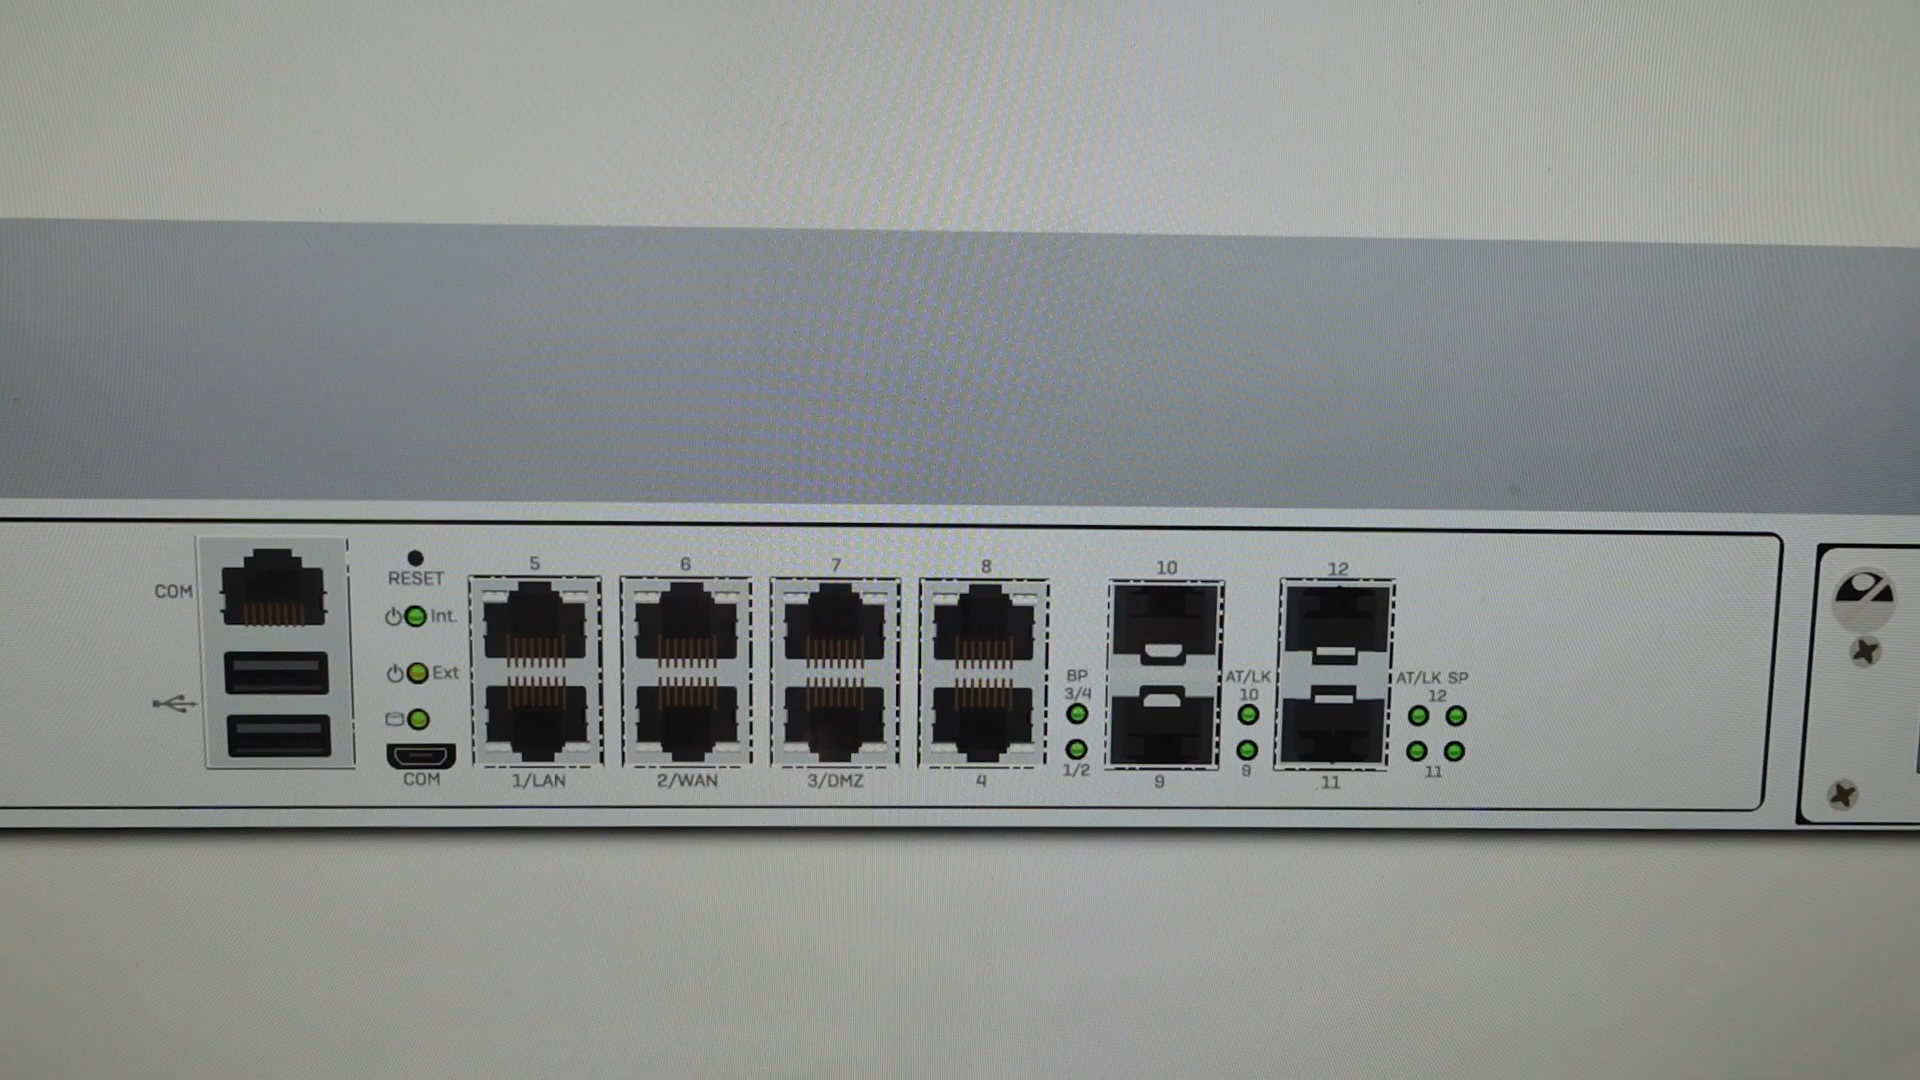 COM
RESET
Int.
Ext
COM
5
6
7
8
1/LAN
2/WAN
3/DMZ
4
BP
3/4
1/2
10
9
AT/LK
10
9
12
11
AT/LK SP
12
11